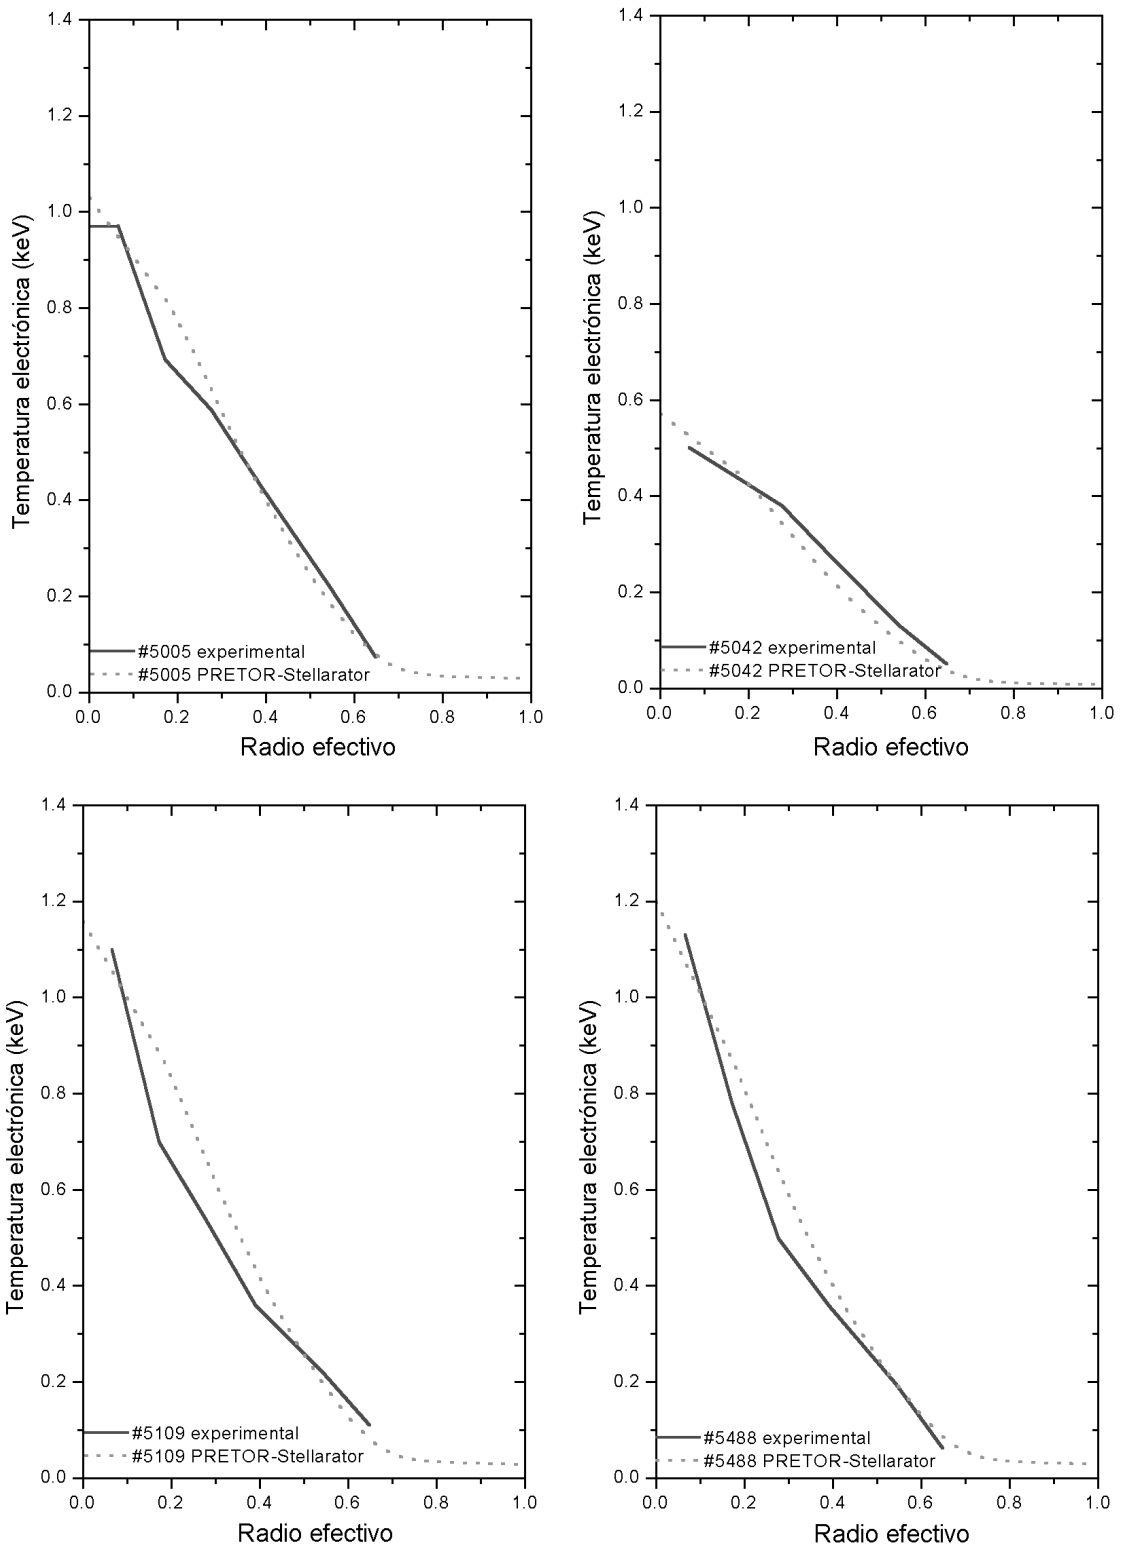 1.4
1.2
1.0
0.8
0.6
0.4
0.2
0.0
Temperatura electrónica (keV)
#5005 experimental
#5005 PRETOR-Stellarator
0.0 0.2 0.4 0.6 0.8 1.0
Radio efectivo
1.4
1.2
1.0
0.8
0.6
0.4
0.2
0.0
Temperatura electrónica (keV)
#5042 experimental
#5042 PRETOR-Stellarator
0.0 0.2 0.4 0.6 0.8 1.0
Radio efectivo
1.4
1.2
1.0
0.8
0.6
0.4
0.2
0.0
Temperatura electrónica (keV)
#5109 experimental
#5109 PRETOR-Stellarator
0.0 0.2 0.4 0.6 0.8 1.0
Radio efectivo
1.4
1.2
1.0
0.8
0.6
0.4
0.2
0.0
Temperatura electrónica (keV)
#5488 experimental
#5488 PRETOR-Stellarator
0.0 0.2 0.4 0.6 0.8 1.0
Radio efectivo